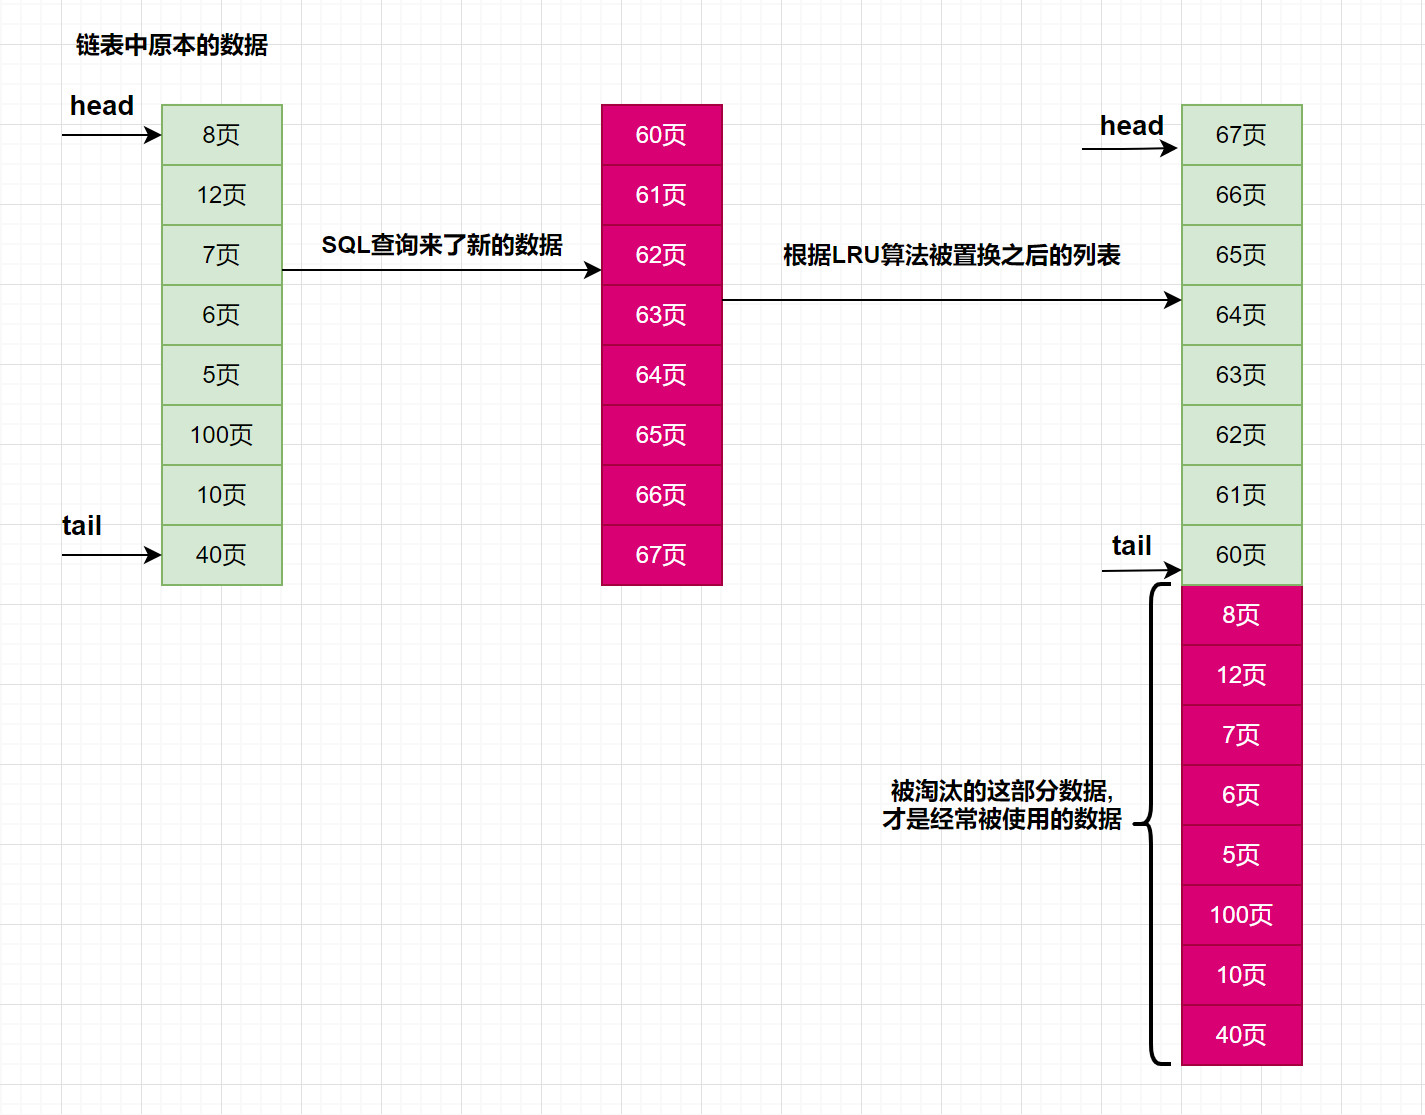 链表中原本的数据
head
8页
12页
7页
6页
5页
100页
10页
tail
40页
SQL查询来了新的数据
60页
61页
62页
63页
64页
65页
66页
67页
根据LRU算法被置换之后的列表
head
67页
66页
65页
64页
63页
62页
61页
tail
60页
8页
12页
7页
6页
5页
100页
10页
40页
被淘汰的这部分数据,
才是经常被使用的数据